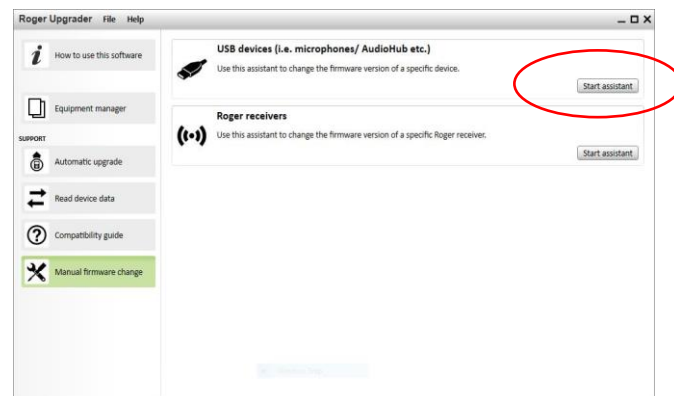 Roger Upgrader File Help
How to use this software
Equipment manager
SUPPORT
Automatic upgrade
Read device data
Compatibility guide
Manual firmware change
USB devices (i.e. microphones/ AudioHub etc.)
Use this assistant to change the firmware version of a specific device.
Start assistant
Roger receivers
Use this assistant to change the firmware version of a specific Roger receiver.
Start assistant